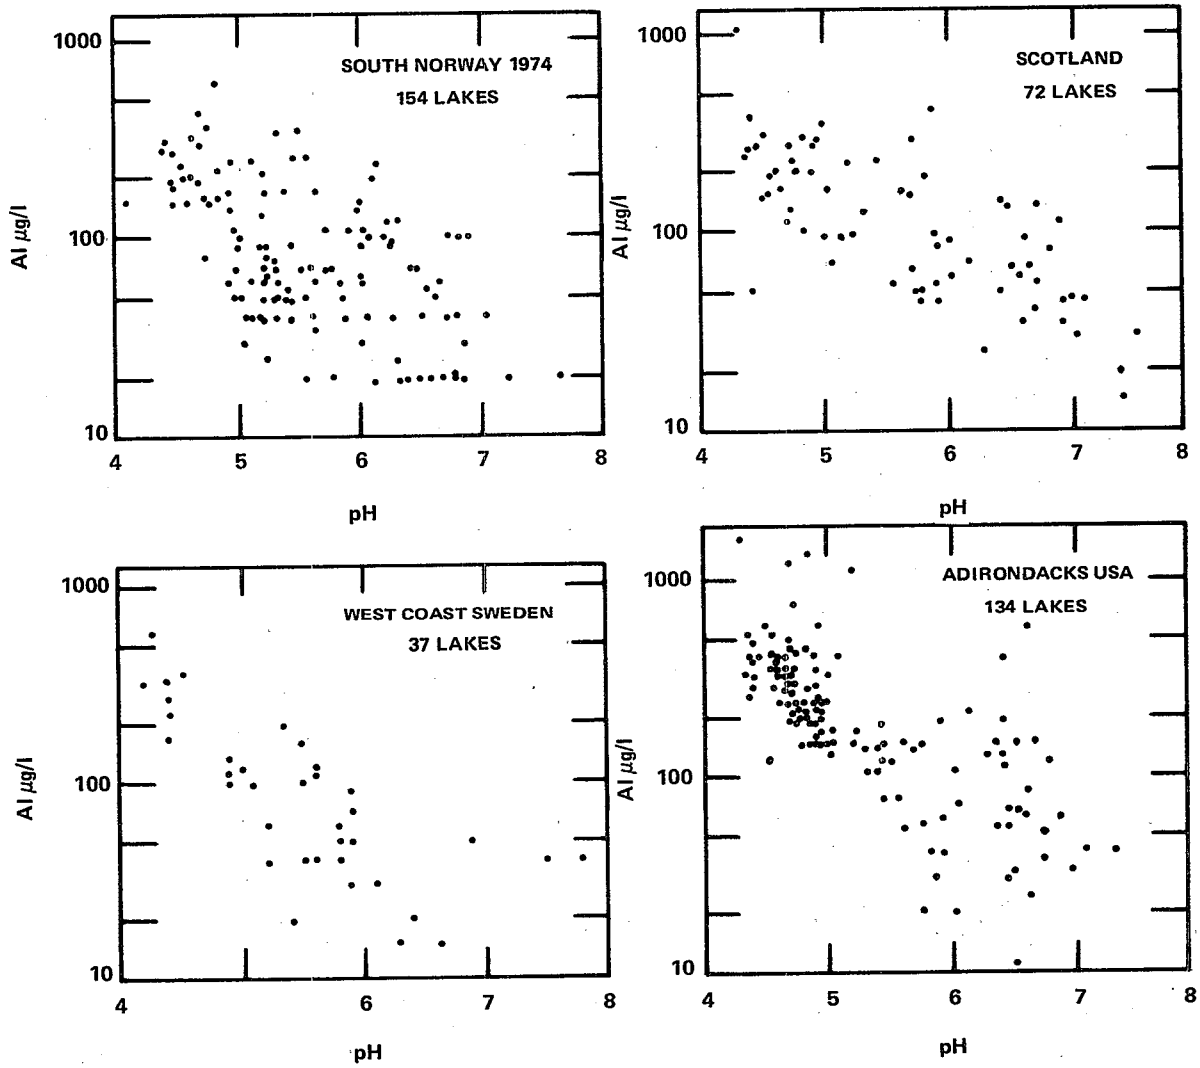 SOUTH NORWAY 1974
154 LAKES
1000
100
10
Al µg/l
4 5 6 7 8
pH
SCOTLAND
72 LAKES
1000
100
10
Al µg/l
4 5 6 7 8
pH
WEST COAST SWEDEN
37 LAKES
1000
100
10
Al µg/l
4 6 7 8
pH
ADIRONDACKS USA
134 LAKES
1000
100
10
Al µg/l
4 5 6 7 8
pH